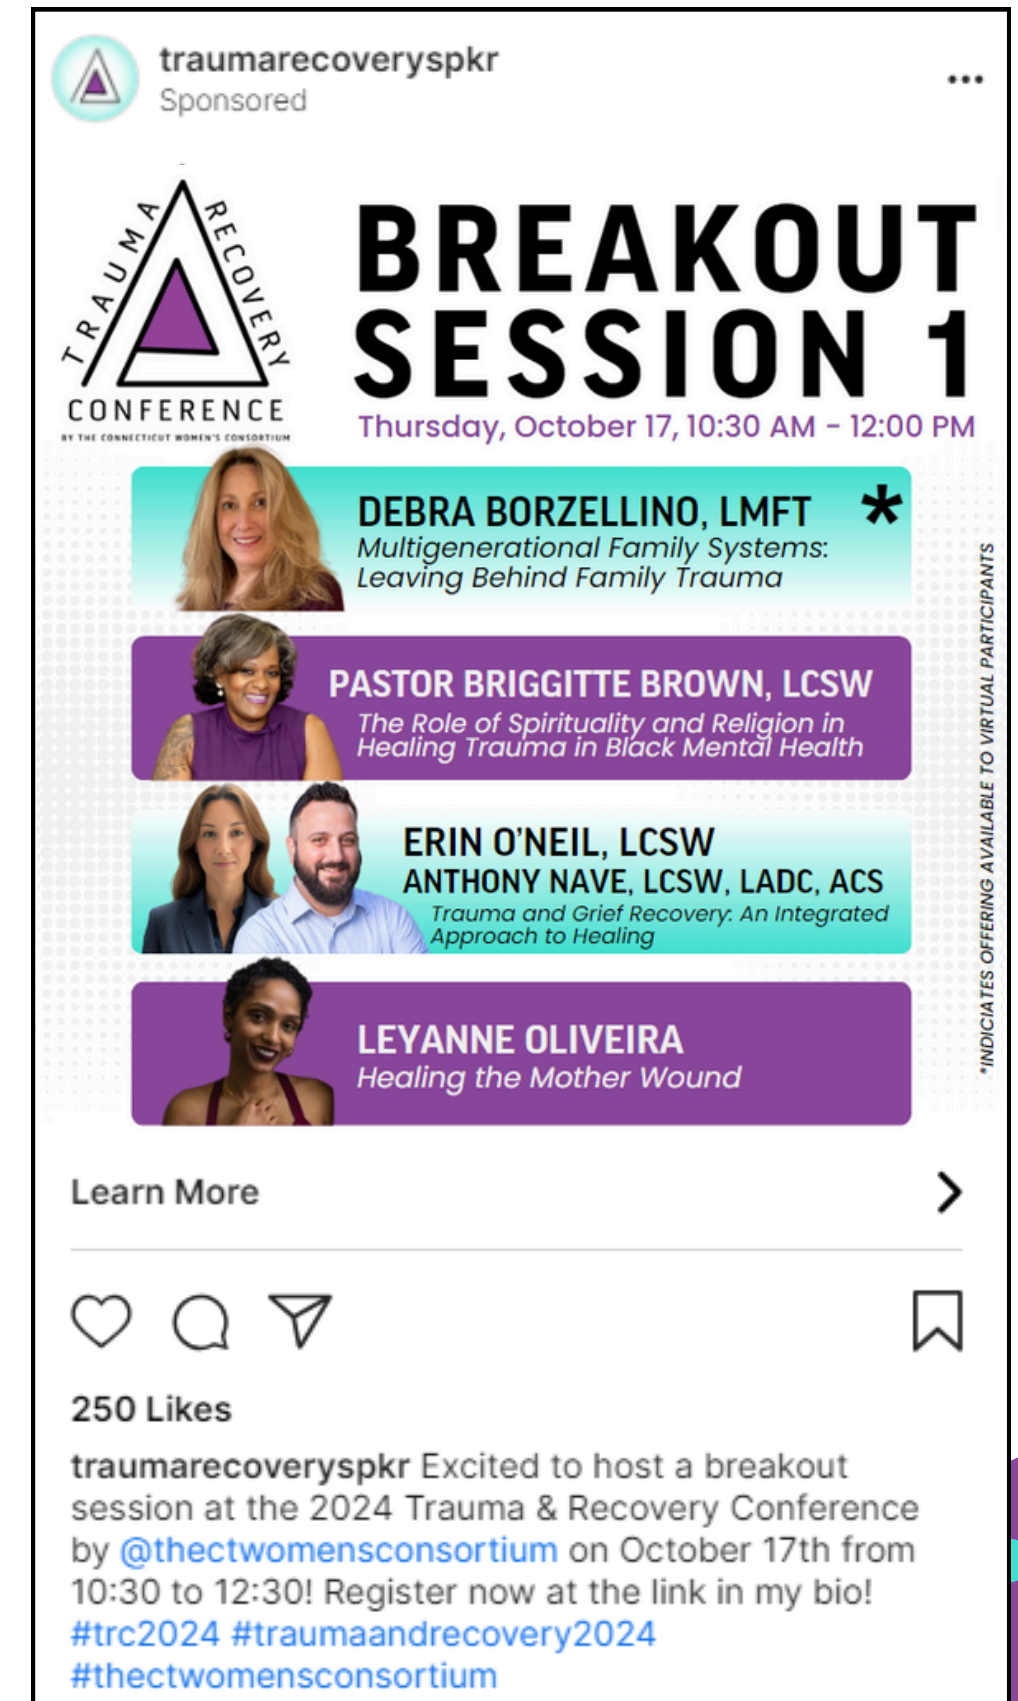 traumarecoveryspkr
Sponsored
TRAUMA RECOVERY
CONFERENCE
BY THE CONNECTICUT WOMEN'S CONSORTIUM
BREAKOUT
SESSION 1
Thursday, October 17, 10:30 AM - 12:00 PM
DEBRA BORZELLINO, LMFT *
Multigenerational Family Systems:
Leaving Behind Family Trauma
PASTOR BRIGGITTE BROWN, LCSW
The Role of Spirituality and Religion in
Healing Trauma in Black Mental Health
ERIN O'NEIL, LCSW
ANTHONY NAVE, LCSW, LADC, ACS
Trauma and Grief Recovery: An Integrated
Approach to Healing
LEYANNE OLIVEIRA
Healing the Mother Wound
*INDICIATES OFFERING AVAILABLE TO VIRTUAL PARTICIPANTS
Learn More
250 Likes
traumarecoveryspkr Excited to host a breakout
session at the 2024 Trauma & Recovery Conference
by @thectwomensconsortium on October 17th from
10:30 to 12:30! Register now at the link in my bio!
#trc2024 #traumaandrecovery2024
#thectwomensconsortium